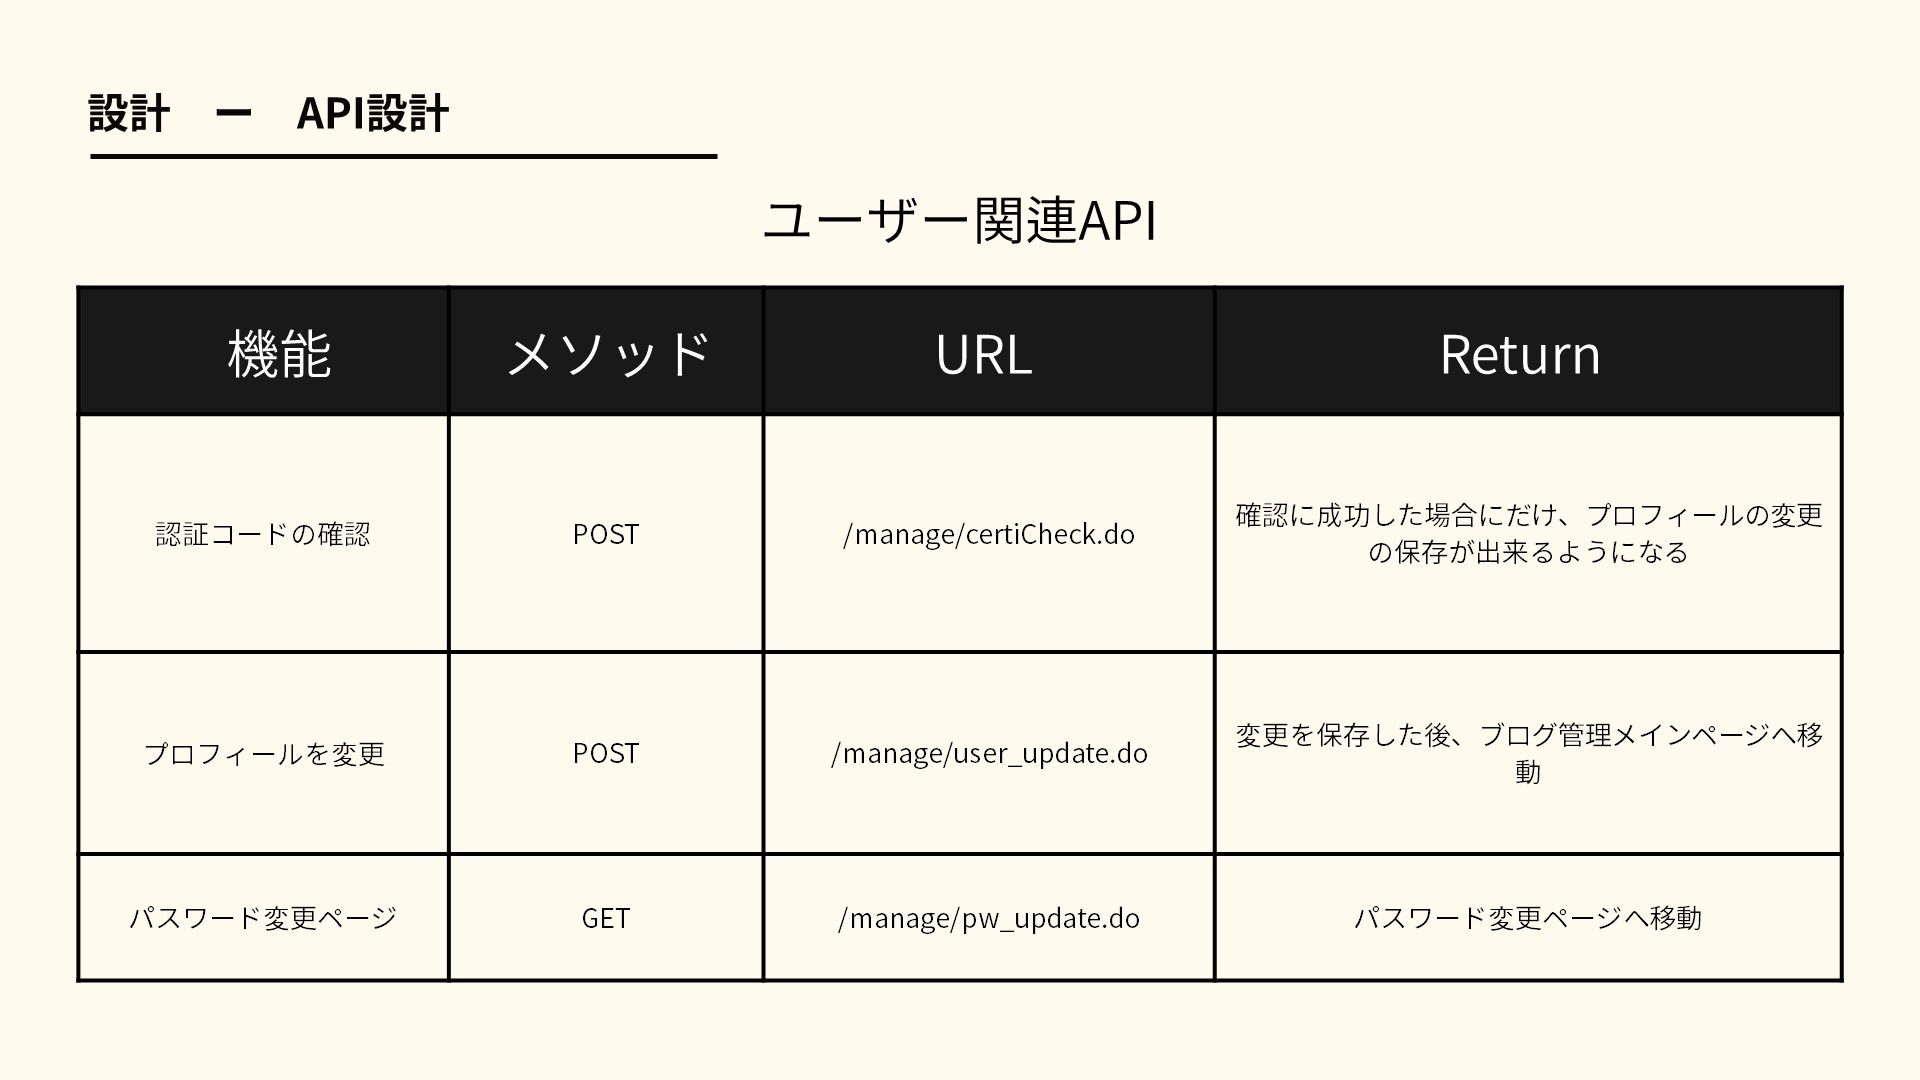 設計　ー　API設計
ユーザー関連API
機能
メソッド
URL
Return
認証コードの確認
POST
/manage/certiCheck.do
確認に成功した場合にだけ、プロフィールの変更
の保存が出来るようになる
プロフィールを変更
POST
/manage/user_update.do
変更を保存した後、ブログ管理メインページへ移
動
パスワード変更ページ
GET
/manage/pw_update.do
パスワード変更ページへ移動